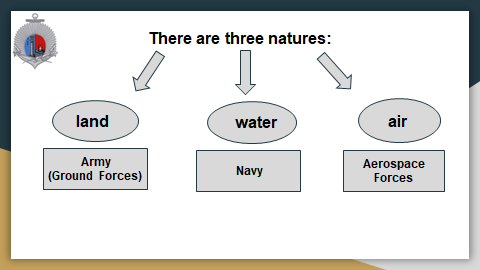 There are three natures:
land
water
air
Army
(Ground Forces)
Navy
Aerospace
Forces